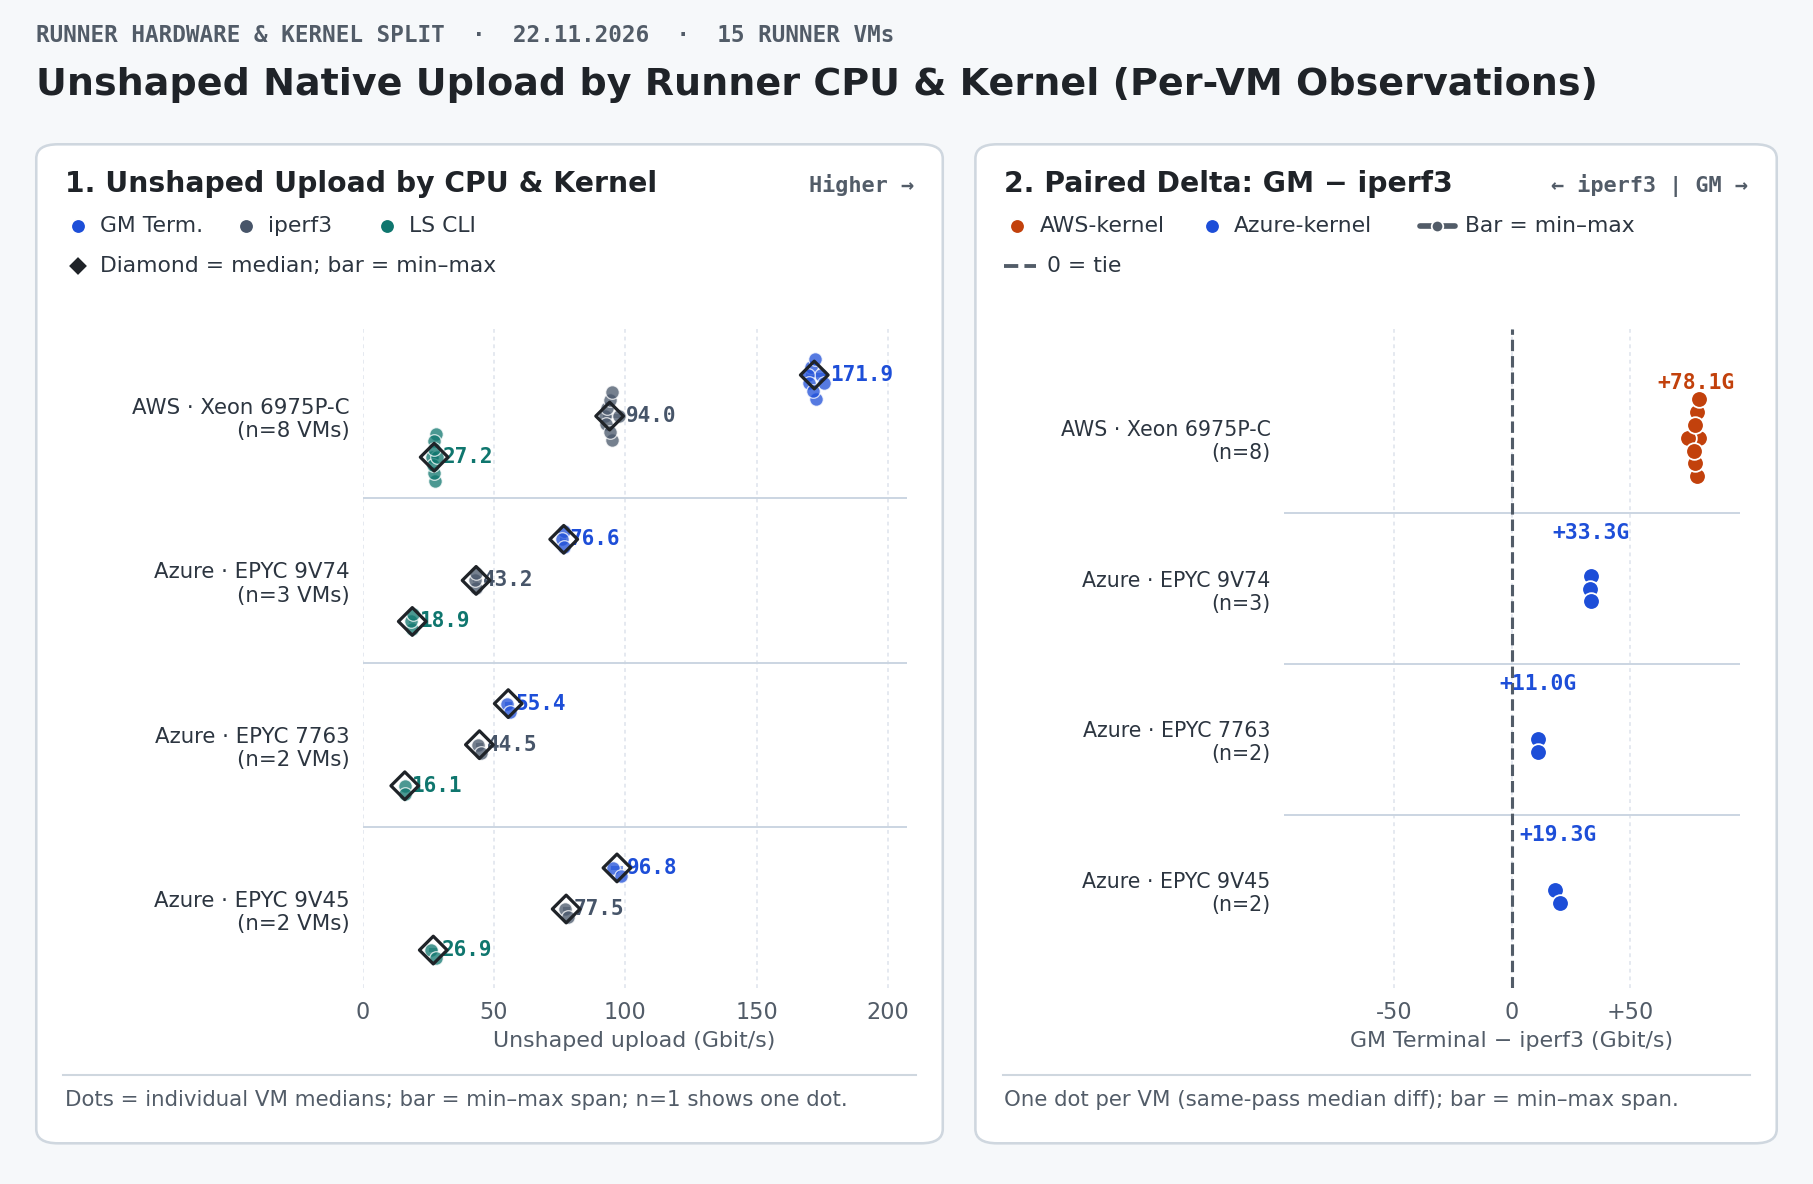 RUNNER HARDWARE & KERNEL SPLIT · 22.11.2026 · 15 RUNNER VMs
Unshaped Native Upload by Runner CPU & Kernel (Per-VM Observations)
1. Unshaped Upload by CPU & Kernel
Higher →
GM Term.
iperf3
LS CLI
Diamond = median; bar = min–max
AWS · Xeon 6975P-C
(n=8 VMs)
171.9
94.0
27.2
Azure · EPYC 9V74
(n=3 VMs)
76.6
43.2
18.9
Azure · EPYC 7763
(n=2 VMs)
55.4
44.5
16.1
Azure · EPYC 9V45
(n=2 VMs)
96.8
77.5
26.9
0 50 100 150 200
Unshaped upload (Gbit/s)
Dots = individual VM medians; bar = min–max span; n=1 shows one dot.
2. Paired Delta: GM − iperf3
← iperf3 | GM →
AWS-kernel
Azure-kernel
Bar = min–max
0 = tie
+78.1G
AWS · Xeon 6975P-C
(n=8)
+33.3G
Azure · EPYC 9V74
(n=3)
+11.0G
Azure · EPYC 7763
(n=2)
+19.3G
Azure · EPYC 9V45
(n=2)
-50 0 +50
GM Terminal − iperf3 (Gbit/s)
One dot per VM (same-pass median diff); bar = min–max span.